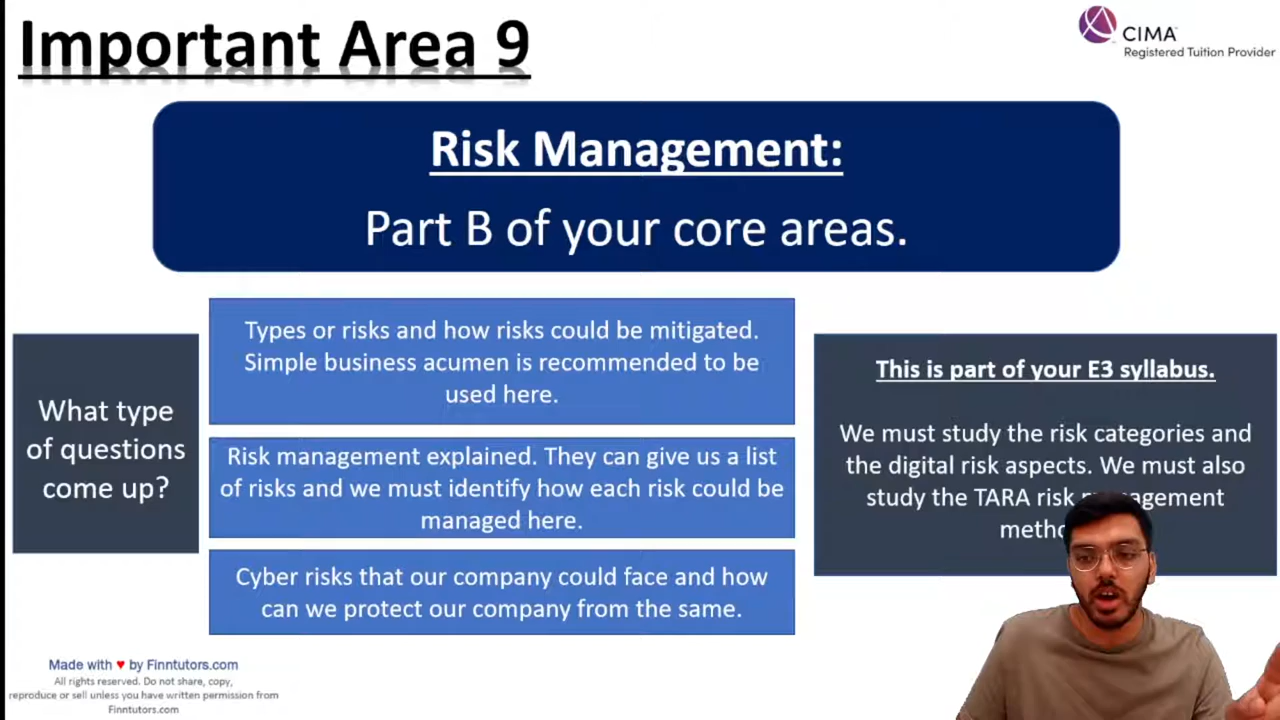 Important Area 9
CIMA
Registered Tuition Provider
Risk Management:
Part B of your core areas.
What type
of questions
come up?
Types or risks and how risks could be mitigated.
Simple business acumen is recommended to be
used here.
Risk management explained. They can give us a list
of risks and we must identify how each risk could be
managed here.
Cyber risks that our company could face and how
can we protect our company from the same.
This is part of your E3 syllabus.
We must study the risk categories and
the digital risk aspects. We must also
study the TARA risk
Made with ♥ by Finntutors.com
All rights reserved. Do not share, copy,
reproduce or sell unless you have written permission from
Finntutors.com